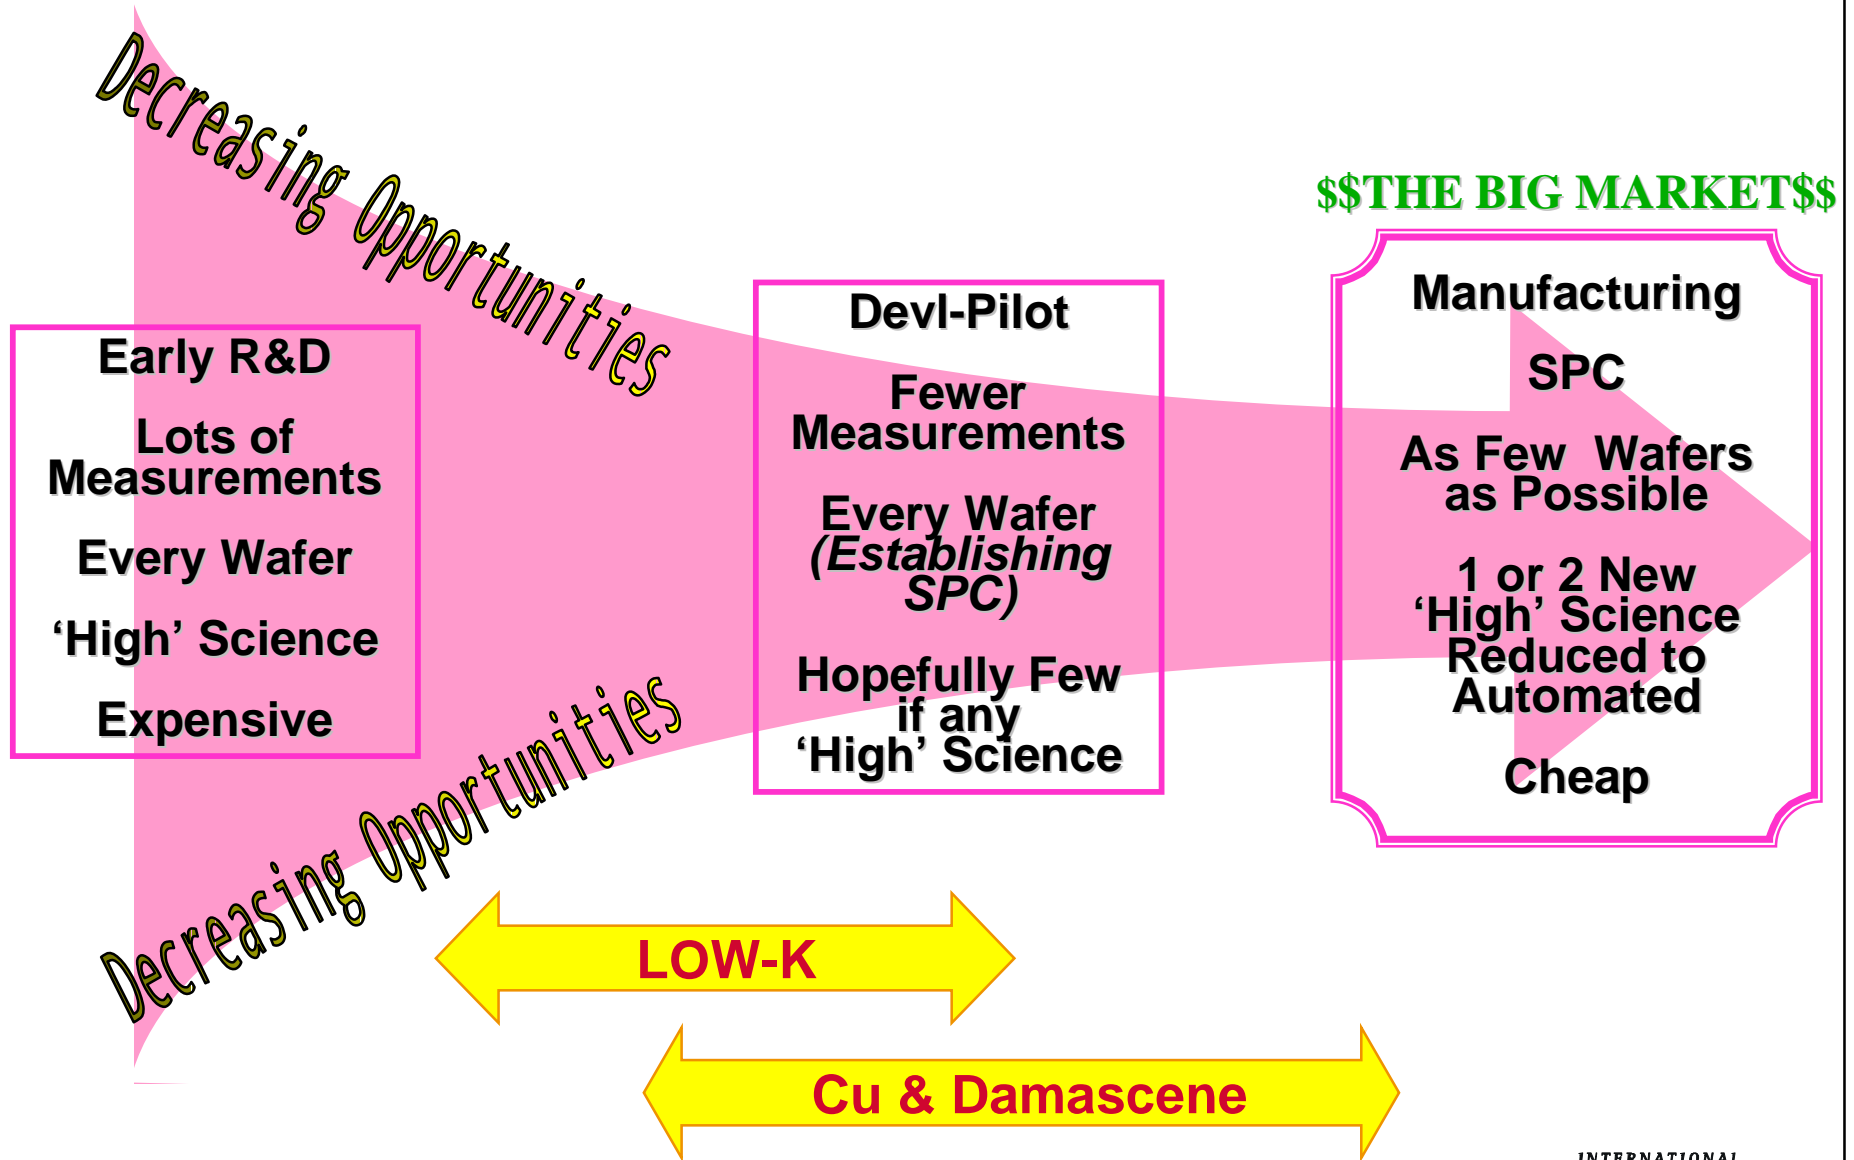 Decreasing Opportunities
$$THE BIG MARKET$$
Early R&D
Lots of
Measurements
Every Wafer
‘High’ Science
Expensive
Devl-Pilot
Fewer
Measurements
Every Wafer
(Establishing
SPC)
Hopefully Few
if any
‘High’ Science
Manufacturing
SPC
As Few Wafers
as Possible
1 or 2 New
‘High’ Science
Reduced to
Automated
Cheap
Decreasing Opportunities
LOW-K
Cu & Damascene
INTERNATIONAL